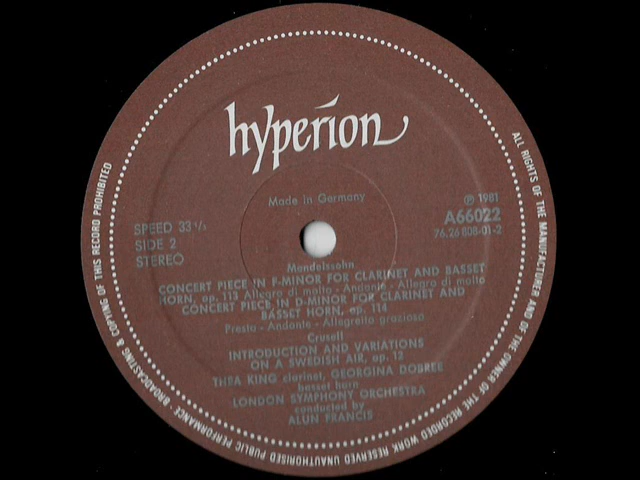 hyperion
Made in Germany
℗ 1981
SPEED 33 1/3
A66022
SIDE 2
76.26 808-01-2
STEREO
Mendelssohn
CONCERT PIECE IN F-MINOR FOR CLARINET AND BASSET
HORN, op. 113 Allegro di molto - Andante - Allegro di molto
CONCERT PIECE IN D-MINOR FOR CLARINET AND
BASSET HORN, op. 114
Presto - Andante - Allegretto grazioso
Crusell
INTRODUCTION AND VARIATIONS
ON A SWEDISH AIR, op. 12
THEA KING clarinet, GEORGINA DOBREE
basset horn
LONDON SYMPHONY ORCHESTRA
conducted by
ALUN FRANCIS
ALL RIGHTS OF THE MANUFACTURER AND OF THE OWNER OF THE RECORDED WORK RESERVED UNAUTHORISED PUBLIC PERFORMANCE, BROADCASTING & COPYING OF THIS RECORD PROHIBITED